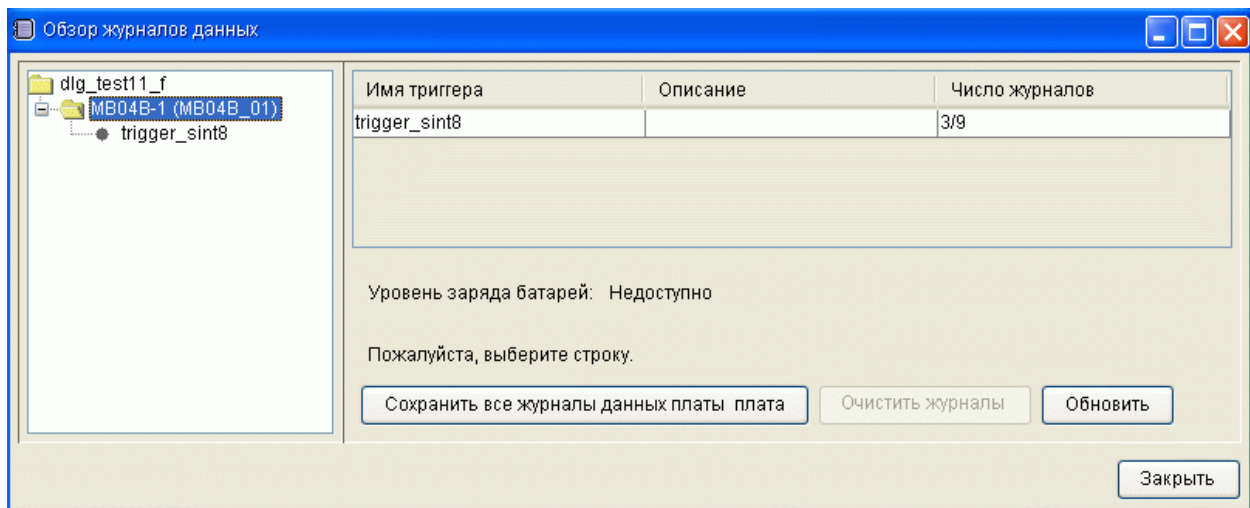 Обзор журналов данных
dlg_test11_f
MB04B-1 (MB04B_01)
trigger_sint8
Имя триггера Описание Число журналов
trigger_sint8 3/9
Уровень заряда батарей: Недоступно
Пожалуйста, выберите строку.
Сохранить все журналы данных платы плата Очистить журналы Обновить
Закрыть